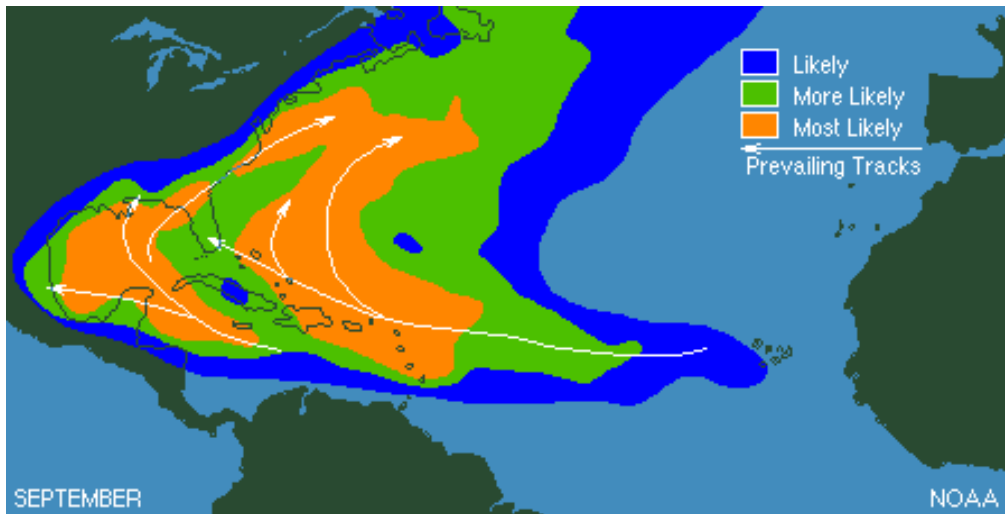 Likely
More Likely
Most Likely
Prevailing Tracks
SEPTEMBER
NOAA